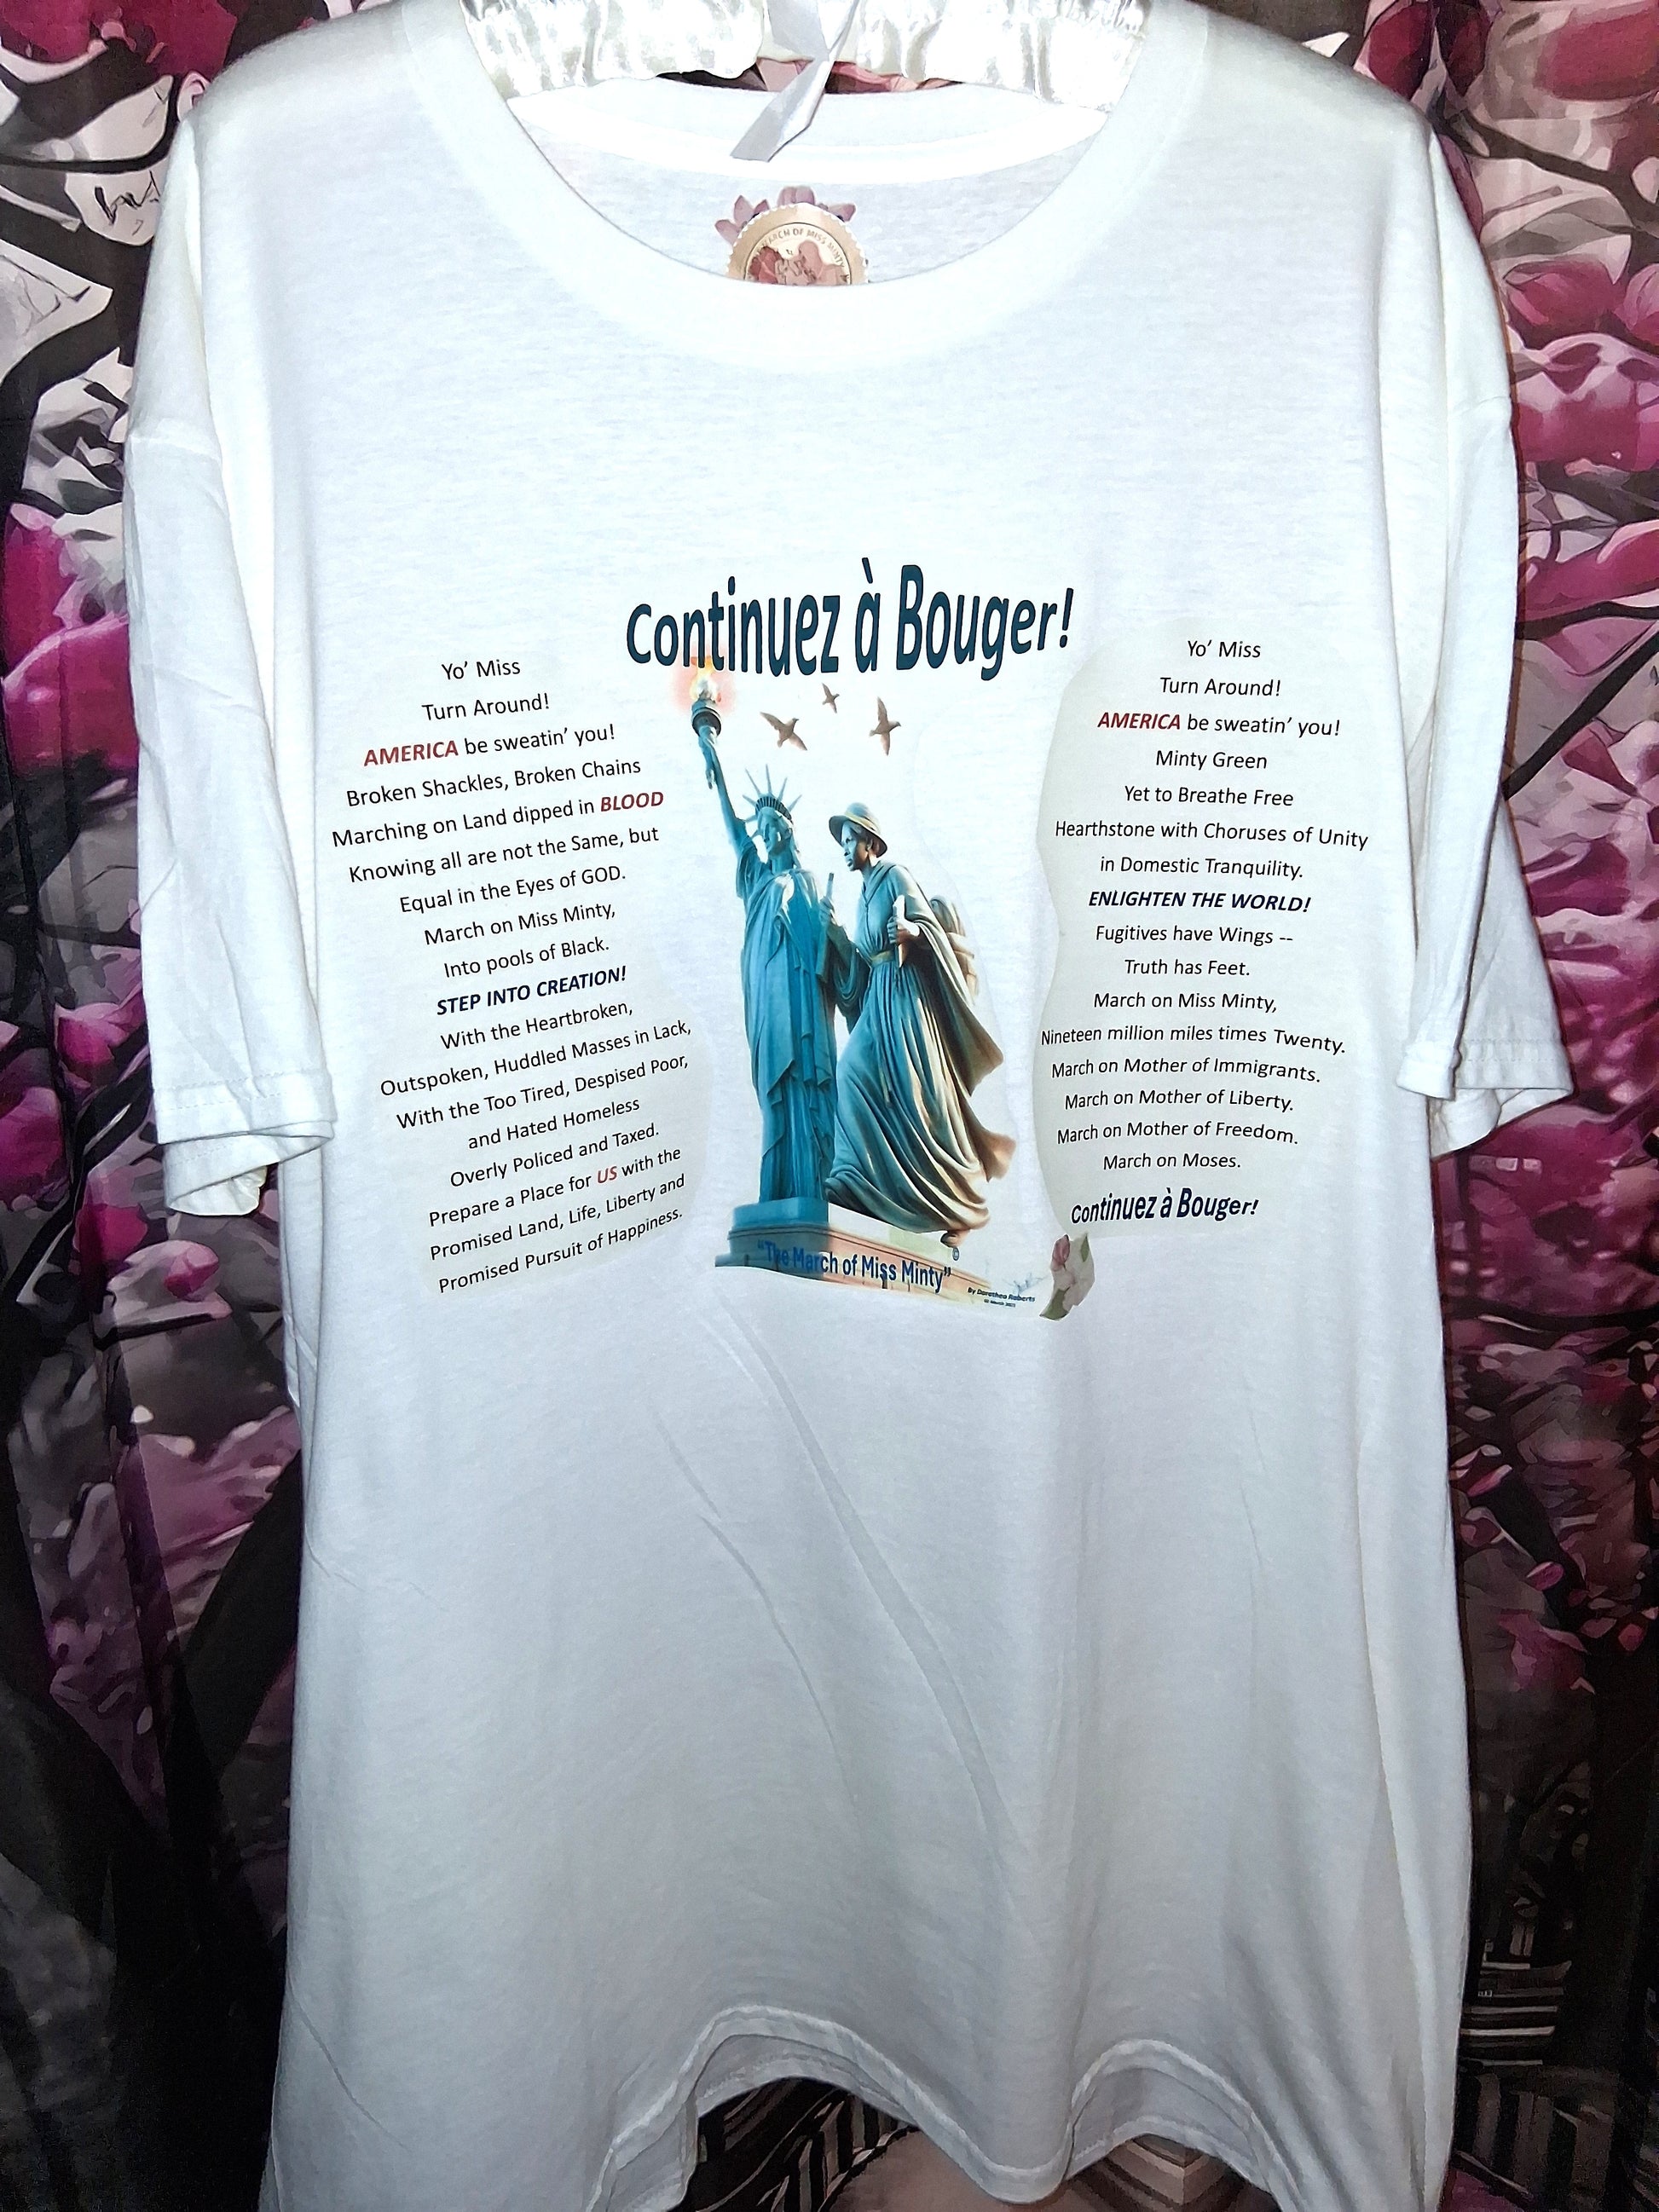 ARCH OF MISS MINTY
Continuez à Bouger!
Yo’ Miss
Turn Around!
AMERICA be sweatin’ you!
Broken Shackles, Broken Chains
Marching on Land dipped in BLOOD
Knowing all are not the Same, but
Equal in the Eyes of GOD.
March on Miss Minty,
Into pools of Black.
STEP INTO CREATION!
With the Heartbroken,
Outspoken, Huddled Masses in Lack,
With the Too Tired, Despised Poor,
and Hated Homeless
Overly Policed and Taxed.
Prepare a Place for US with the
Promised Land, Life, Liberty and
Promised Pursuit of Happiness.
Yo’ Miss
Turn Around!
AMERICA be sweatin’ you!
Minty Green
Yet to Breathe Free
Hearthstone with Choruses of Unity
in Domestic Tranquility.
ENLIGHTEN THE WORLD!
Fugitives have Wings --
Truth has Feet.
March on Miss Minty,
Nineteen million miles times Twenty.
March on Mother of Immigrants.
March on Mother of Liberty.
March on Mother of Freedom.
March on Moses.
Continuez à Bouger!
“The March of Miss Minty” ©
By Dorothea Roberts